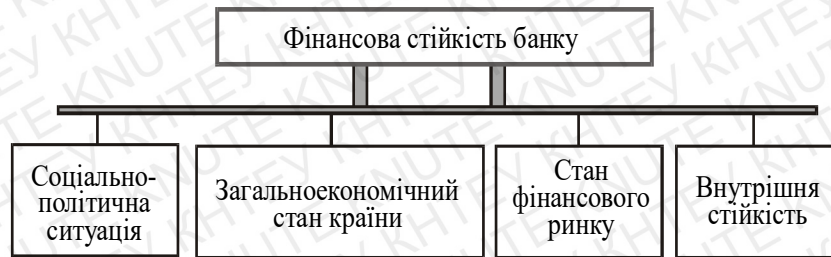 Фінансова стійкість банку
Соціально-
політична
ситуація
Загальноекономічний
стан країни
Стан
фінансового
ринку
Внутрішня
стійкість